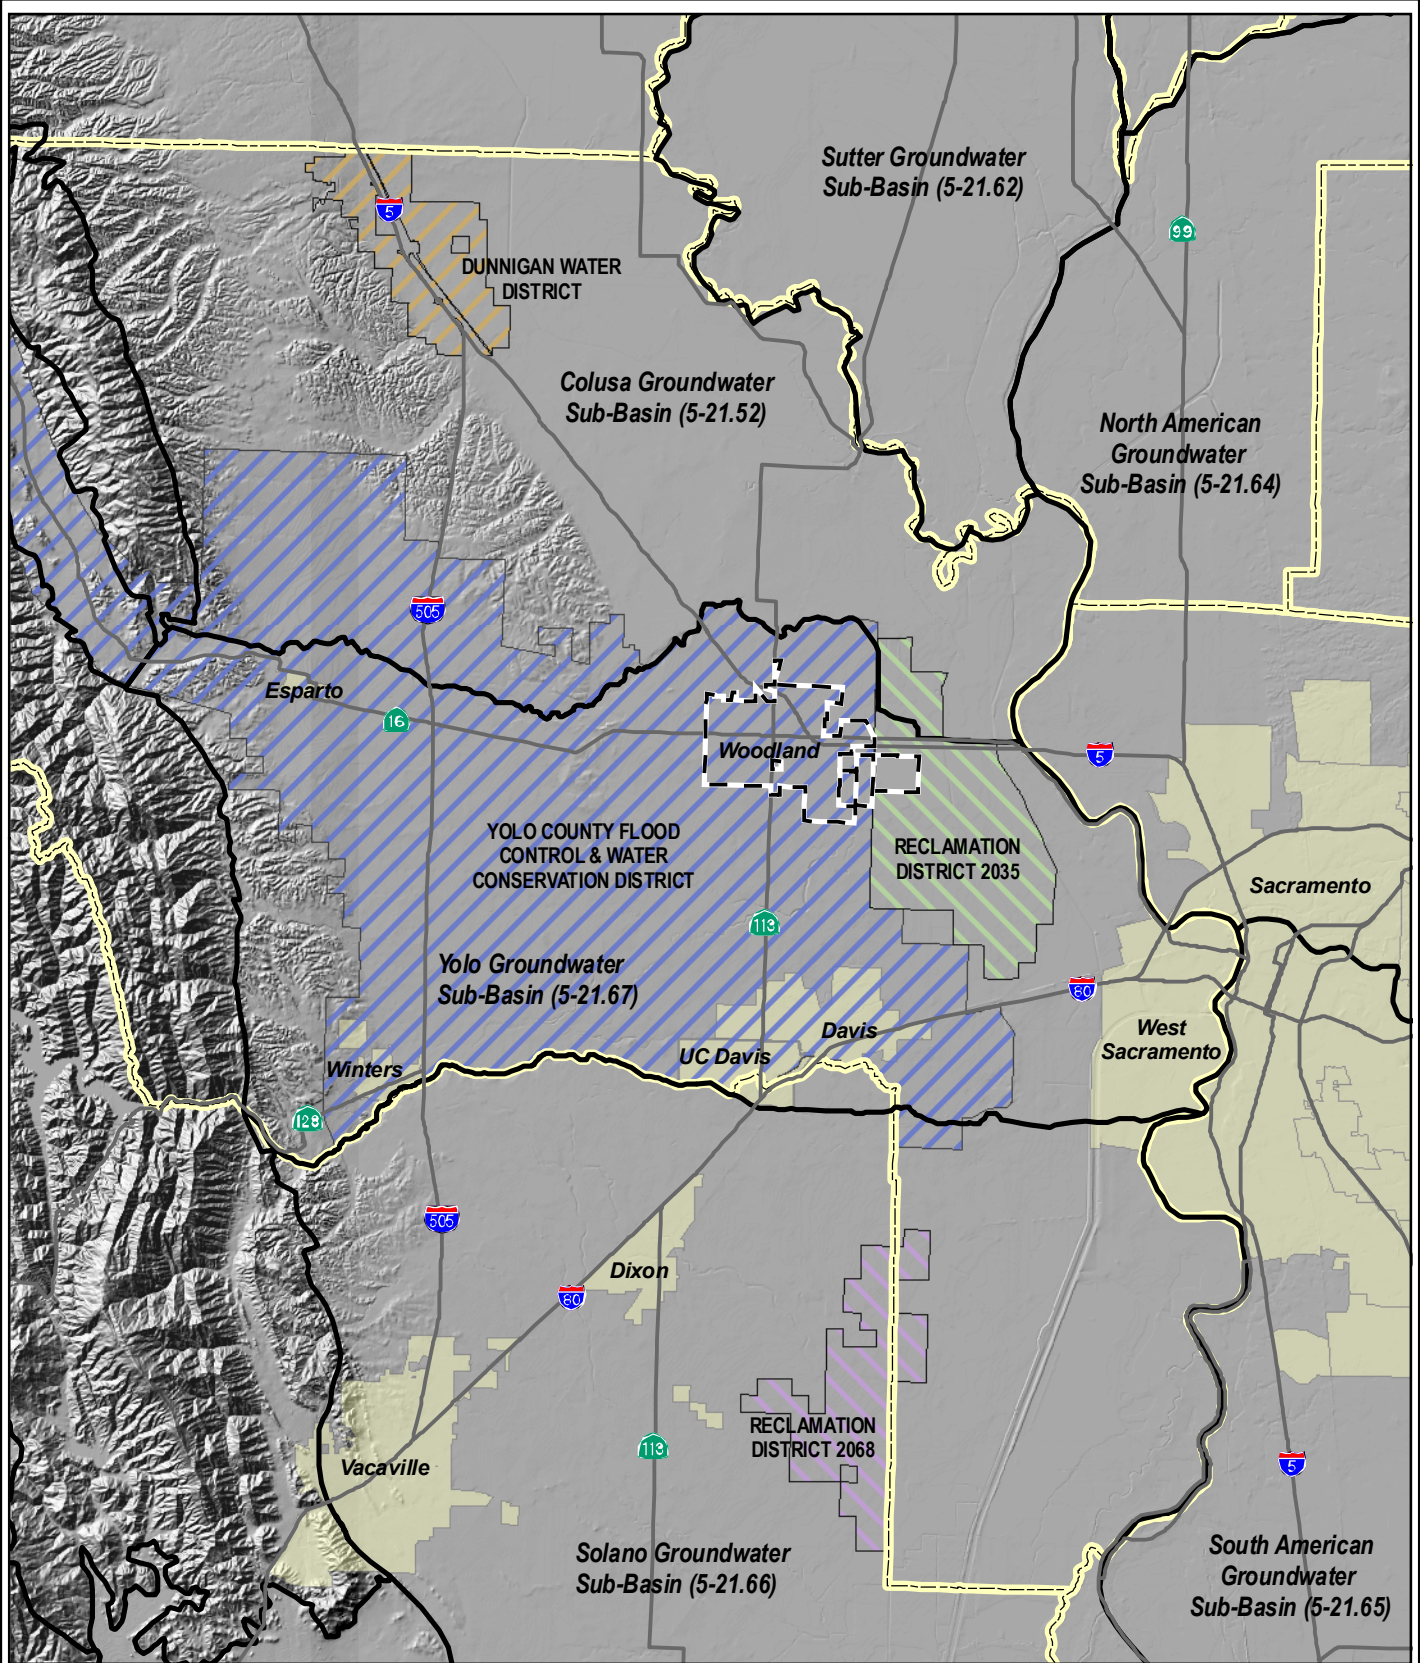 Sutter Groundwater
Sub-Basin (5-21.62)
5
99
DUNNIGAN WATER
DISTRICT
Colusa Groundwater
Sub-Basin (5-21.52)
North American
Groundwater
Sub-Basin (5-21.64)
505
Esparto
16
Woodland
5
YOLO COUNTY FLOOD
CONTROL & WATER
CONSERVATION DISTRICT
RECLAMATION
DISTRICT 2035
Sacramento
113
Yolo Groundwater
Sub-Basin (5-21.67)
80
Davis
West
Sacramento
UC Davis
Winters
128
505
Dixon
80
RECLAMATION
DISTRICT 2068
113
Vacaville
5
Solano Groundwater
Sub-Basin (5-21.66)
South American
Groundwater
Sub-Basin (5-21.65)